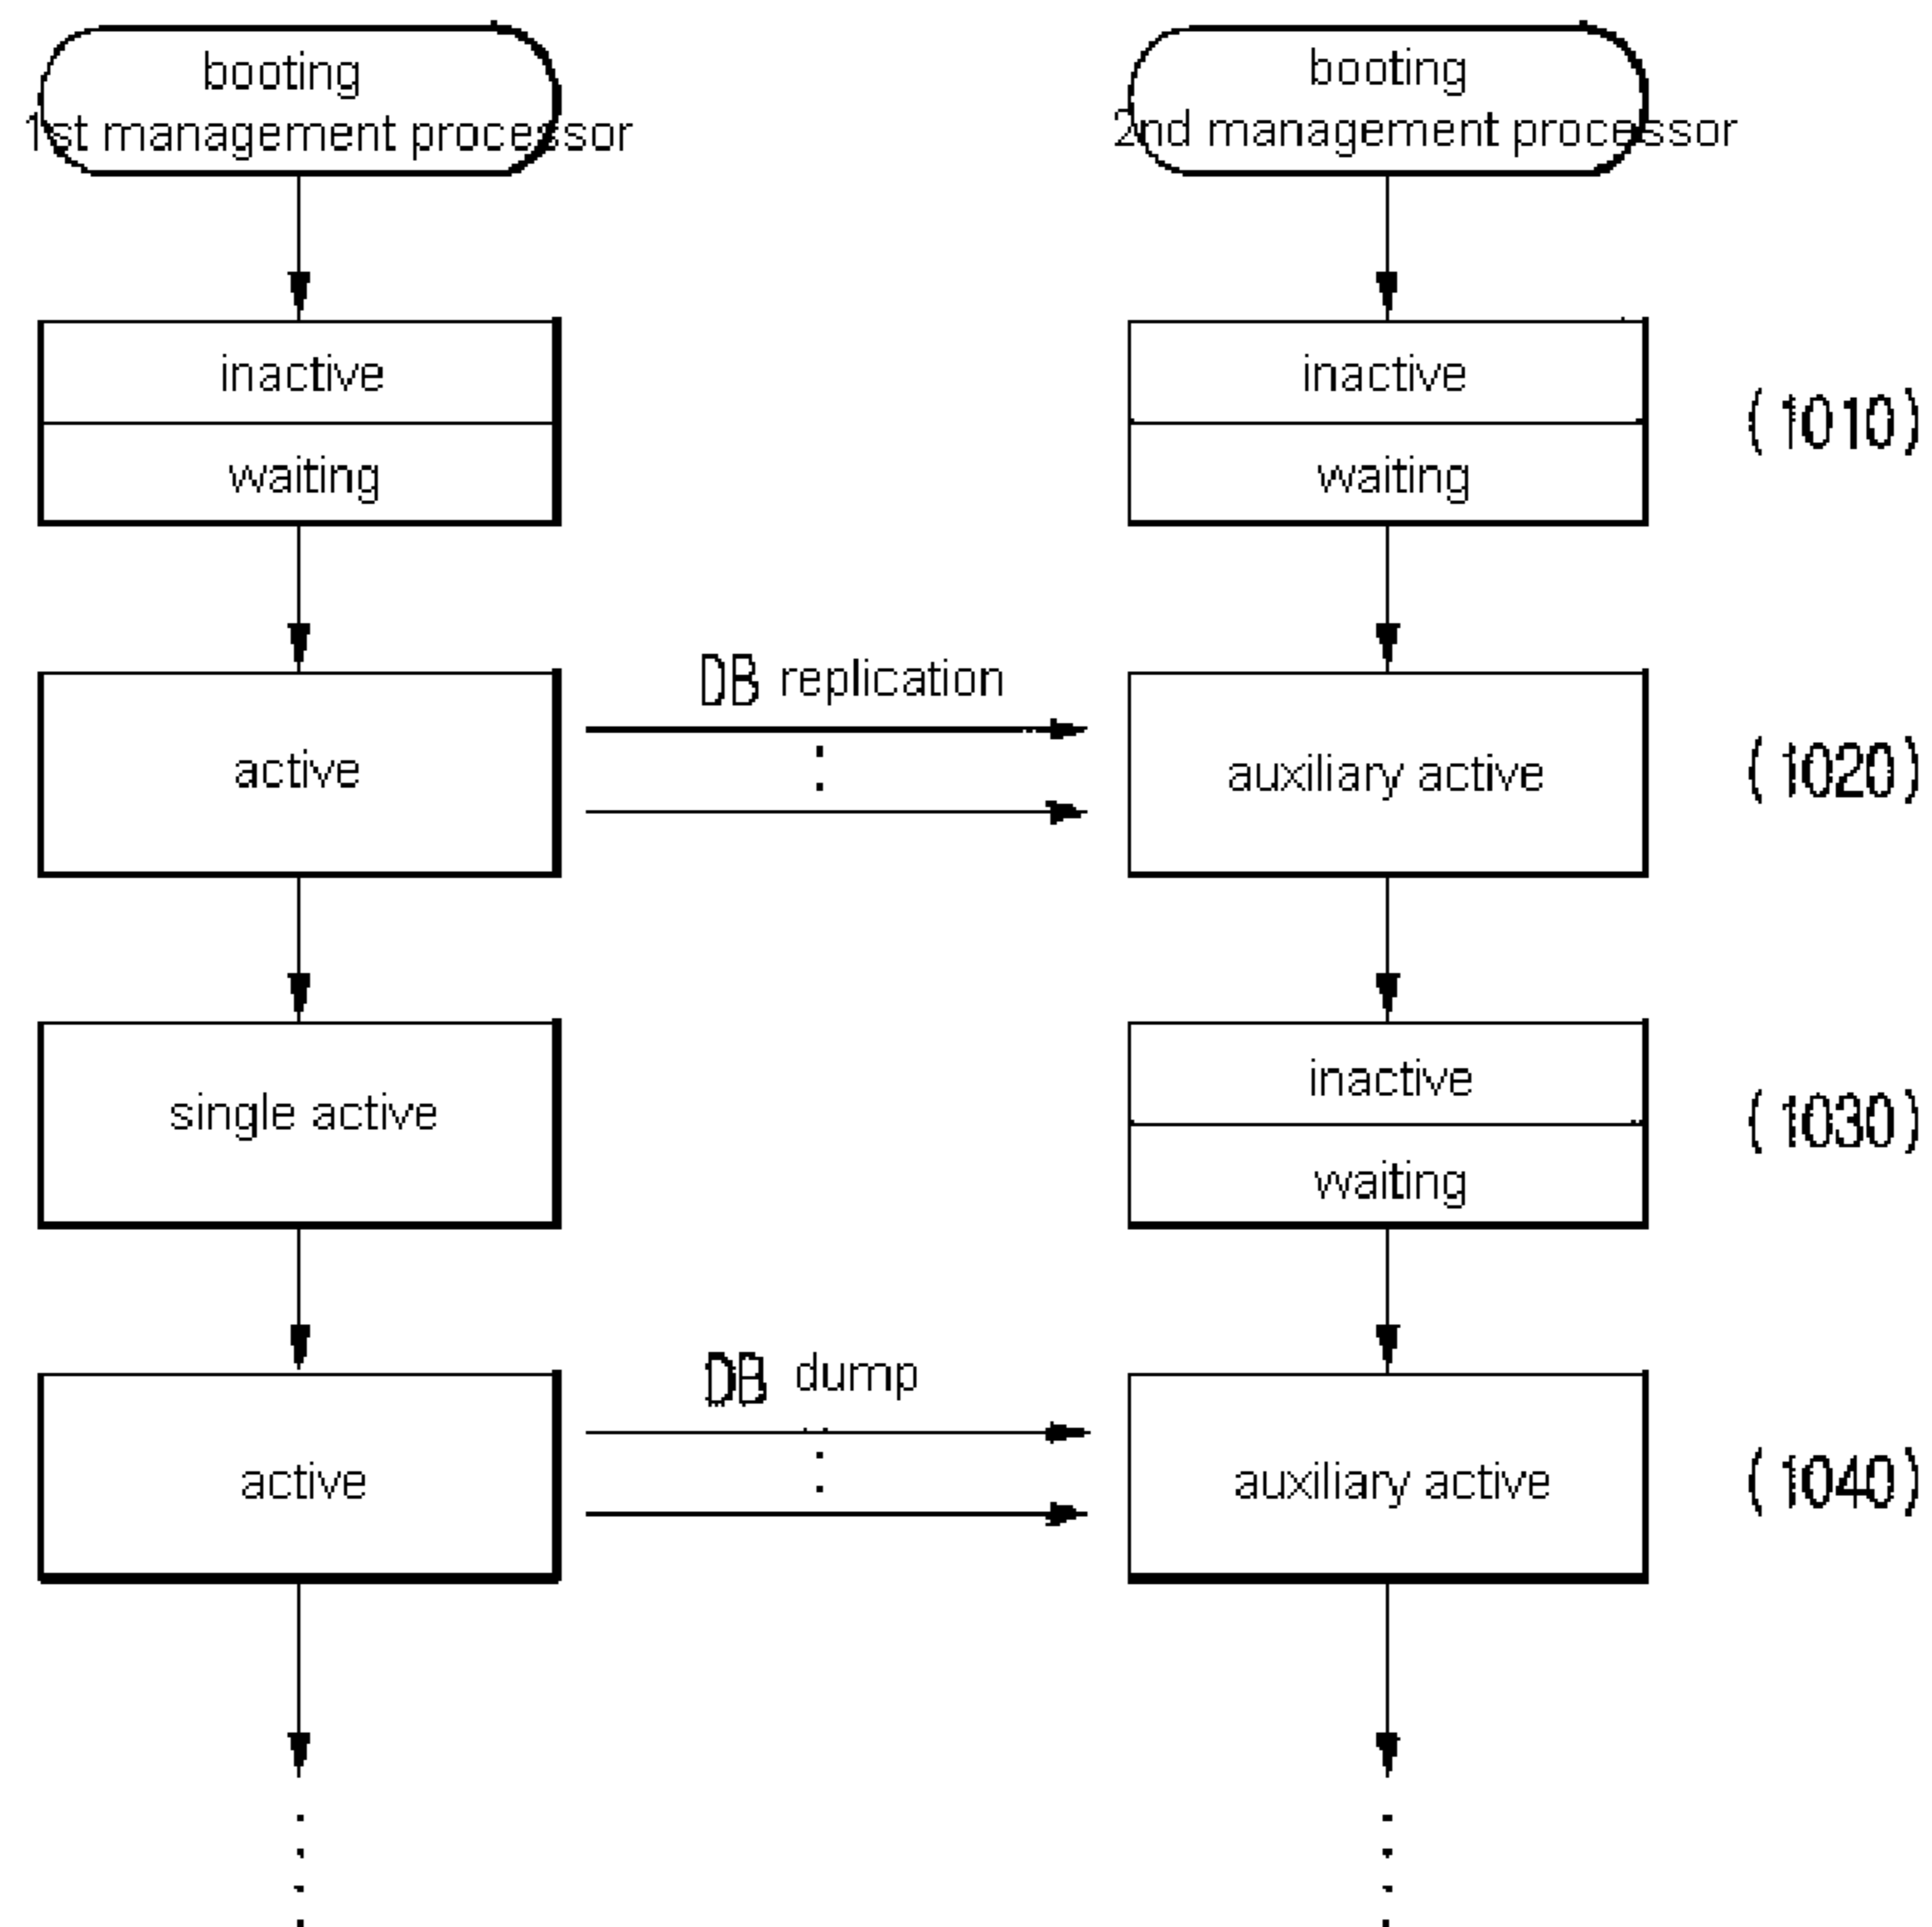 booting
1st management processor
booting
2nd management processor
inactive
waiting
inactive
waiting
(1010)
active
DB replication
auxiliary active
(1020)
single active
inactive
waiting
(1030)
active
DB dump
auxiliary active
(1040)